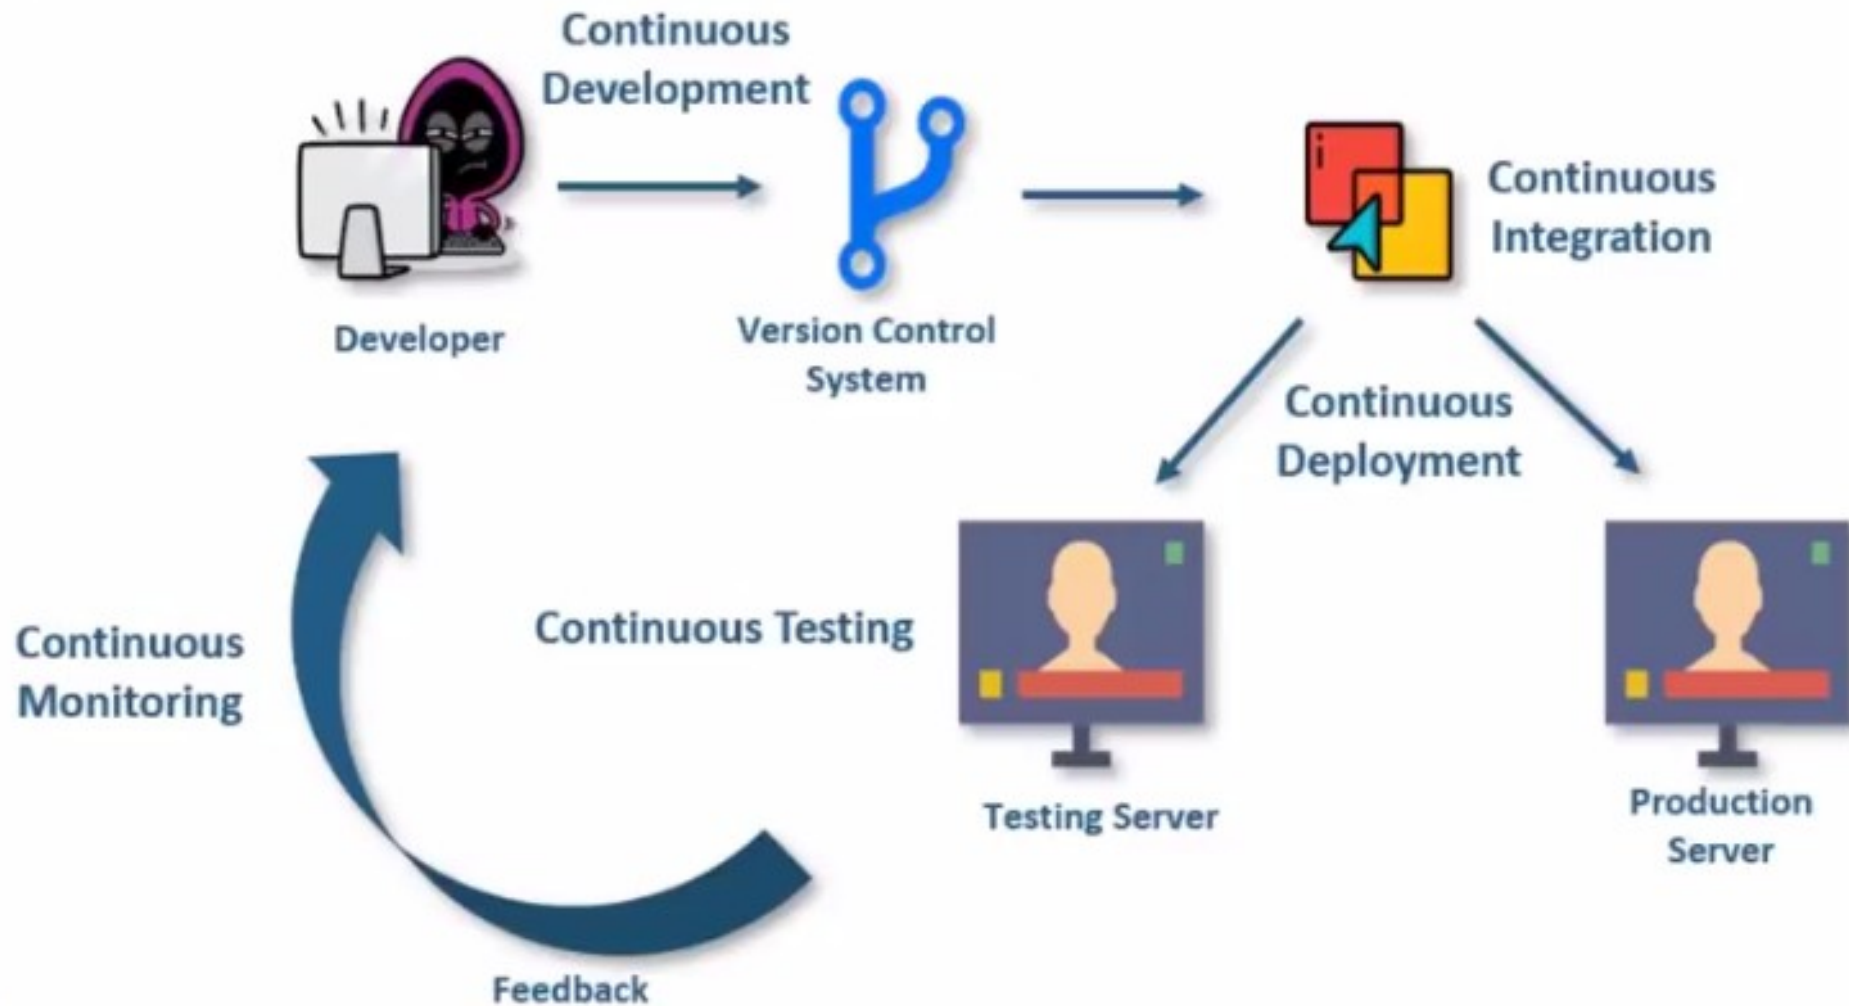 Continuous
Development
Developer
Version Control
System
Continuous
Integration
Continuous
Deployment
Continuous
Monitoring
Continuous Testing
Testing Server
Production
Server
Feedback